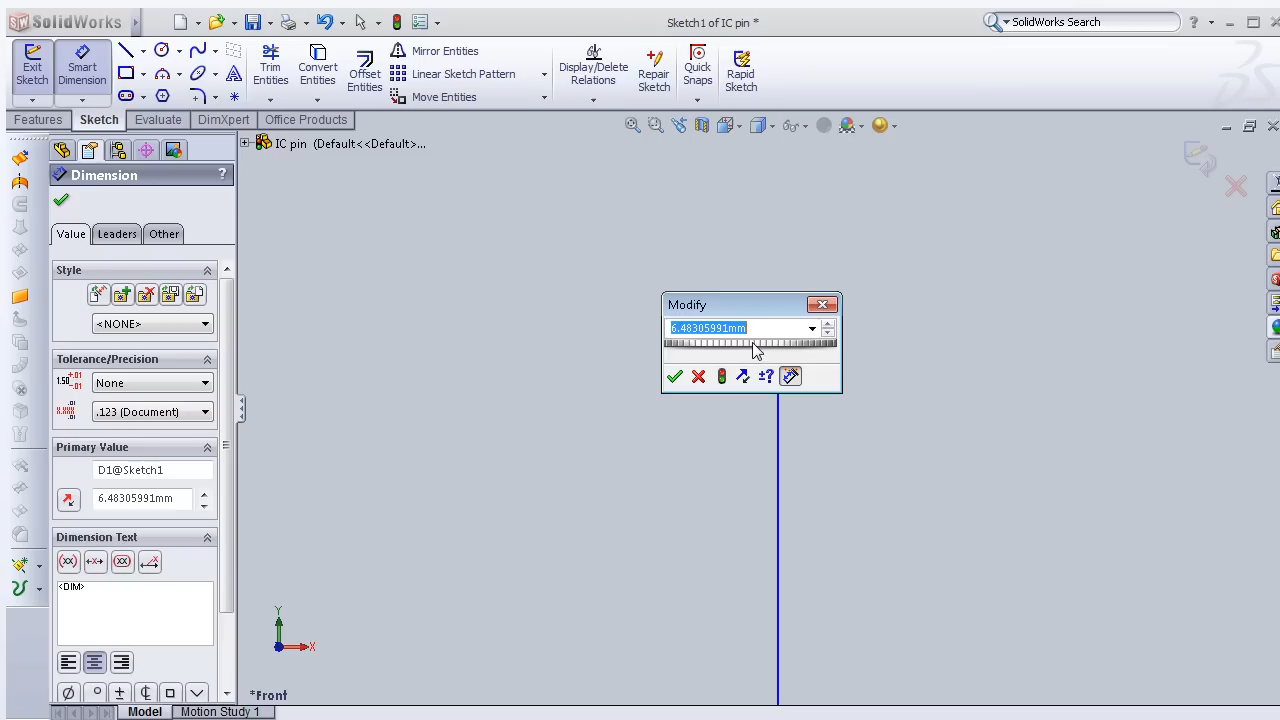 SolidWorks
Sketch1 of IC pin *
SolidWorks Search
Exit Sketch
Smart Dimension
Trim Entities
Convert Entities
Offset Entities
Mirror Entities
Linear Sketch Pattern
Move Entities
Display/Delete Relations
Repair Sketch
Quick Snaps
Rapid Sketch
Features
Sketch
Evaluate
DimXpert
Office Products
IC pin (Default<<Default>...
Dimension
?
Value
Leaders
Other
Style
<NONE>
Tolerance/Precision
None
.123 (Document)
Primary Value
D1@Sketch1
6.48305991mm
Dimension Text
<DIM>
Modify
6.48305991mm
±?
Y
X
*Front
Model
Motion Study 1